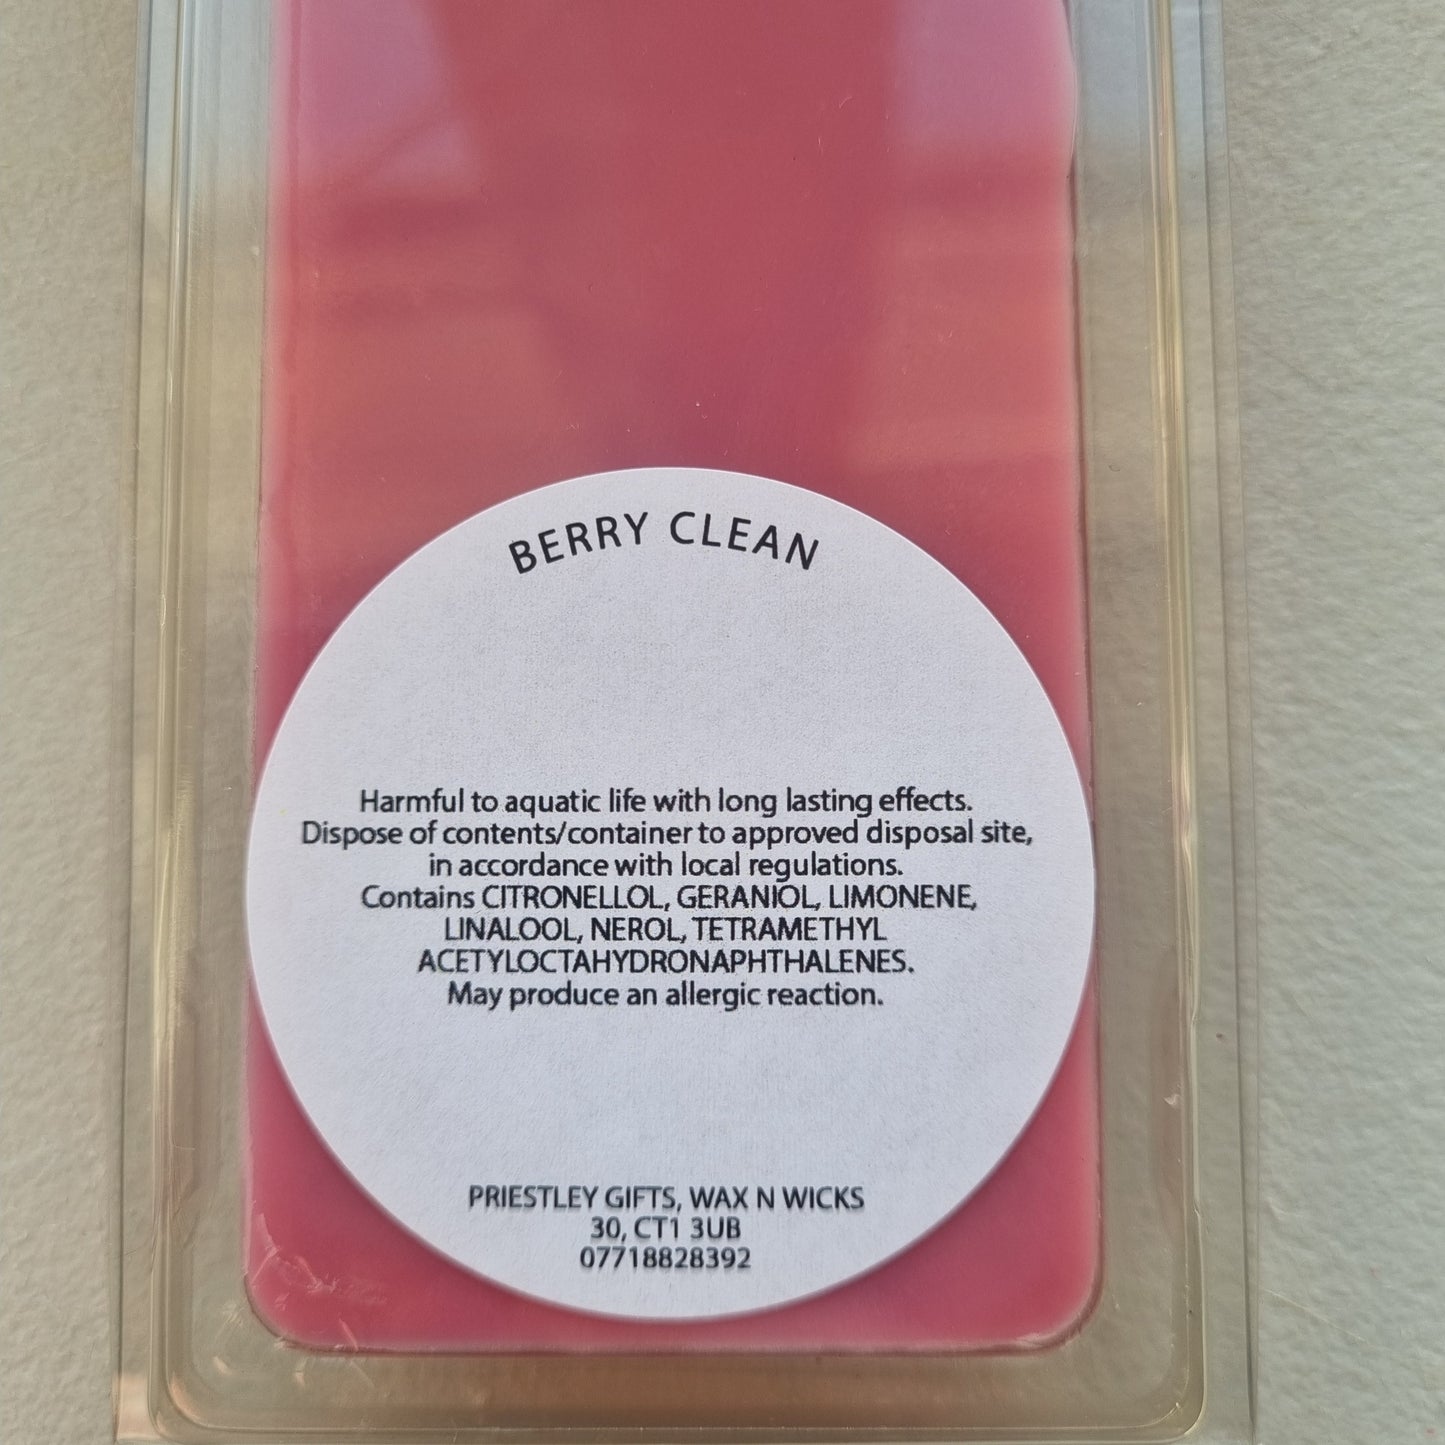 BERRY CLEAN
Harmful to aquatic life with long lasting effects.
Dispose of contents/container to approved disposal site,
in accordance with local regulations.
Contains CITRONELLOL, GERANIOL, LIMONENE,
LINALOOL, NEROL, TETRAMETHYL
ACETYLOCTAHYDRONAPHTHALENES.
May produce an allergic reaction.
PRIESTLEY GIFTS, WAX N WICKS
30, CT1 3UB
07718828392